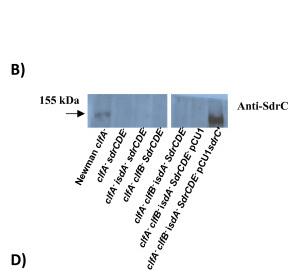 B)
155 kDa
Anti-SdrC
Newman clfA⁻
clfA⁻ sdrCDE⁻
clfA⁻ isdA⁻ sdrCDE⁻
clfA⁻ clfB⁻ SdrCDE⁻
clfA⁻ clfB⁻ isdA⁻ SdrCDE⁻
clfA⁻ clfB⁻ isdA⁻ SdrCDE⁻ pCU1
clfA⁻ clfB⁻ isdA⁻ SdrCDE⁻ pCU1sdrC⁺
D)